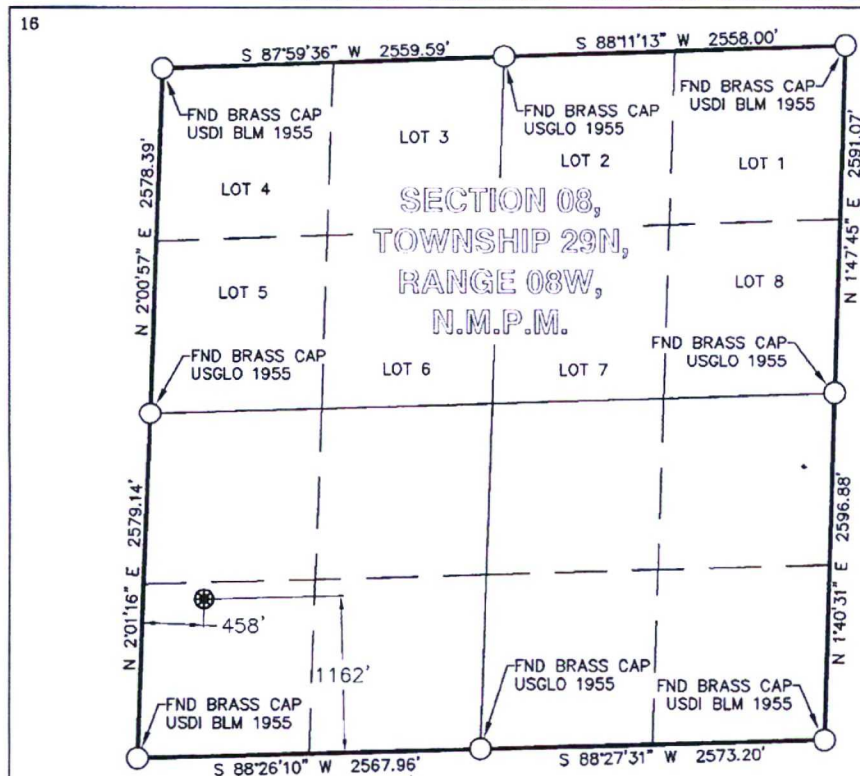 16
S 87°59'36" W 2559.59'
S 88°11'13" W 2558.00'
FND BRASS CAP
USDI BLM 1955
FND BRASS CAP
USGLO 1955
FND BRASS CAP
USDI BLM 1955
N 2°00'57" E 2578.39'
N 1°47'45" E 2591.07'
LOT 4
LOT 3
LOT 2
LOT 1
SECTION 08,
TOWNSHIP 29N,
RANGE 08W,
N.M.P.M.
LOT 5
LOT 8
FND BRASS CAP
USGLO 1955
LOT 6
LOT 7
FND BRASS CAP
USGLO 1955
N 2°01'16" E 2579.14'
N 1°40'31" E 2596.88'
458'
1162'
FND BRASS CAP
USDI BLM 1955
FND BRASS CAP
USGLO 1955
FND BRASS CAP
USDI BLM 1955
S 88°26'10" W 2567.96'
S 88°27'31" W 2573.20'